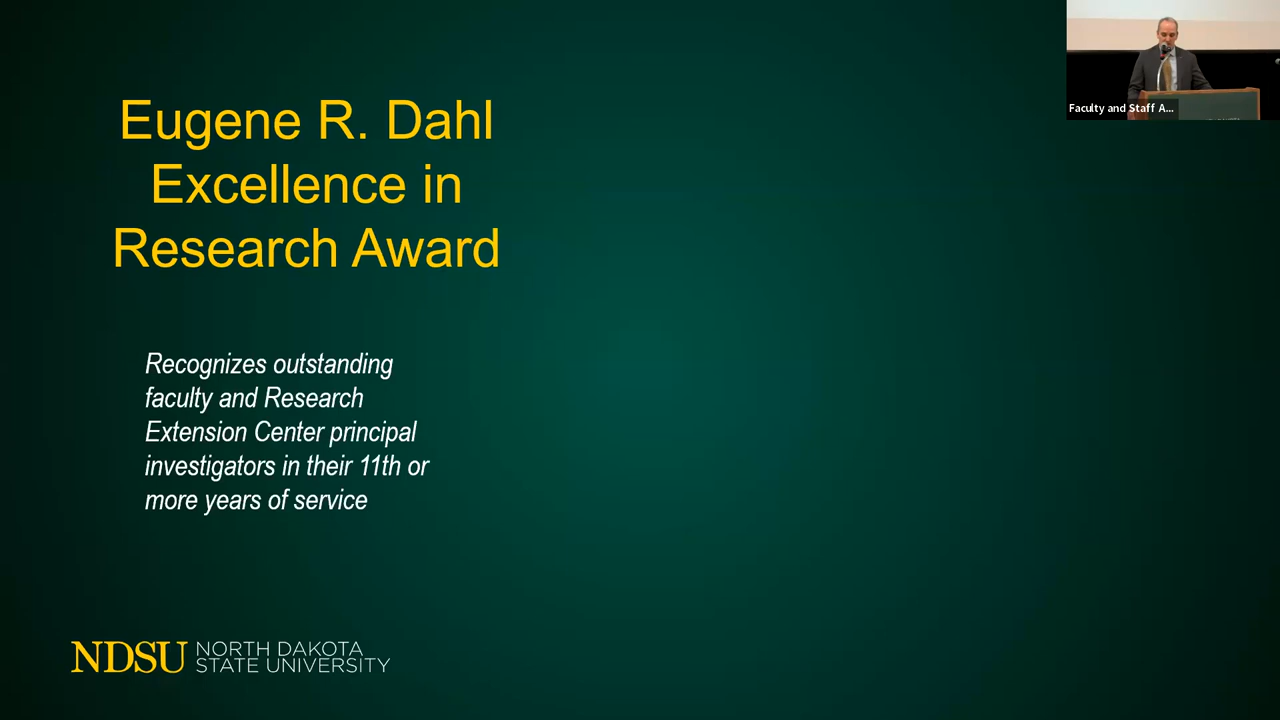 Eugene R. Dahl
Excellence in
Research Award
Recognizes outstanding
faculty and Research
Extension Center principal
investigators in their 11th or
more years of service
NDSU NORTH DAKOTA
STATE UNIVERSITY
Faculty and Staff A...